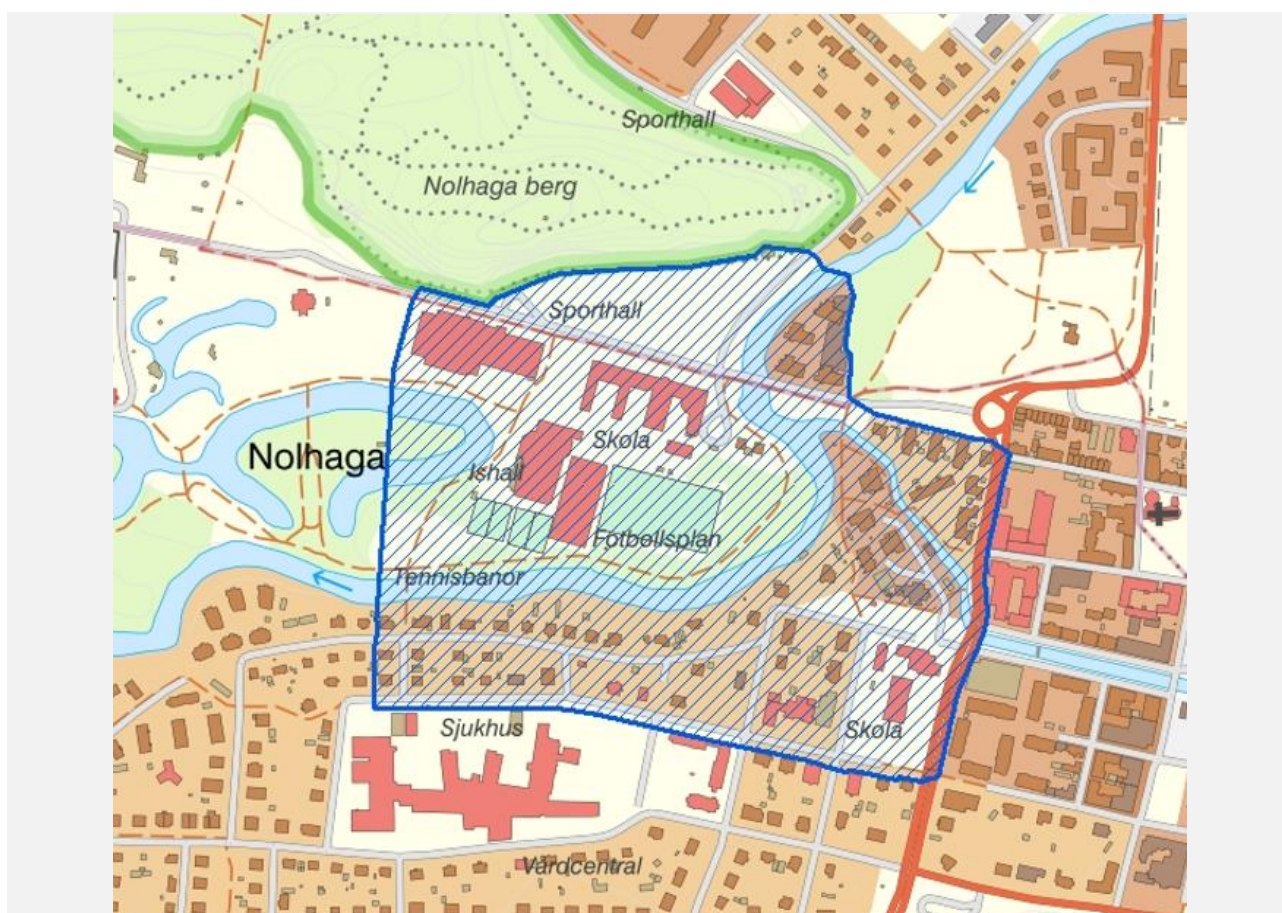 Sporthall
Nolhaga berg
Sporthall
Skola
Nolhaga
Ishall
Fotbollsplan
Tennisbanor
Sjukhus
Skola
Vårdcentral